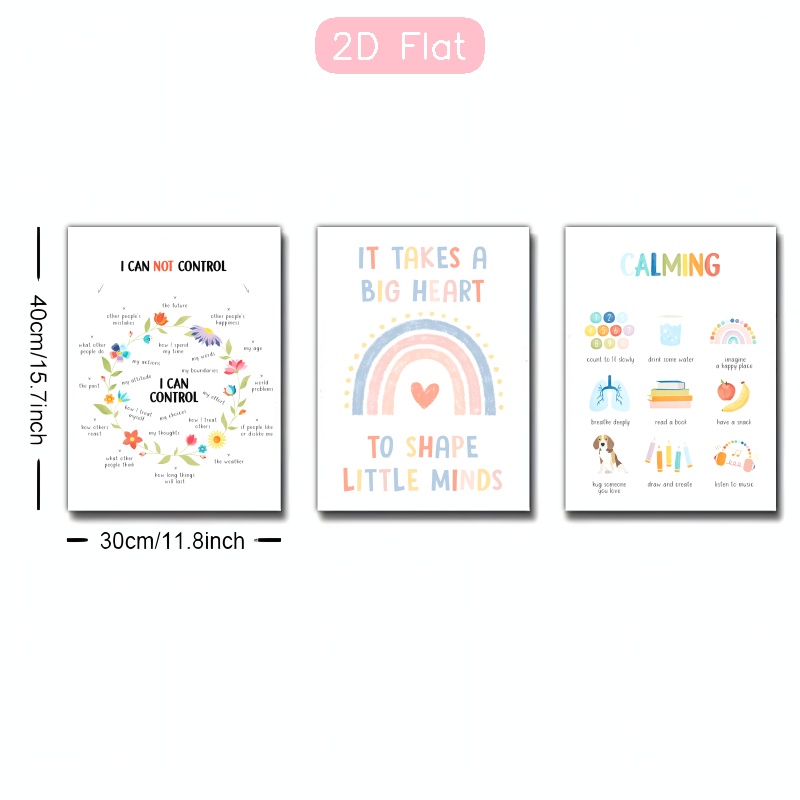 2D Flat
40cm/15.7inch
30cm/11.8inch
I CAN NOT CONTROL
the future
other people's
mistakes
other people's
happiness
what other
people do
how i spend
my time
my words
my age
my actions
my boundaries
the past
my attitude
I CAN
CONTROL
my effort
world
problems
how i treat
myself
my choices
how i treat
others
how others
react
my thoughts
if people like
or dislike me
what other
people think
the weather
how long things
will last
IT TAKES A
BIG HEART
TO SHAPE
LITTLE MINDS
CALMING
count to 10 slowly
drink some water
imagine
a happy place
breathe deeply
read a book
have a snack
hug someone
you love
draw and create
listen to music